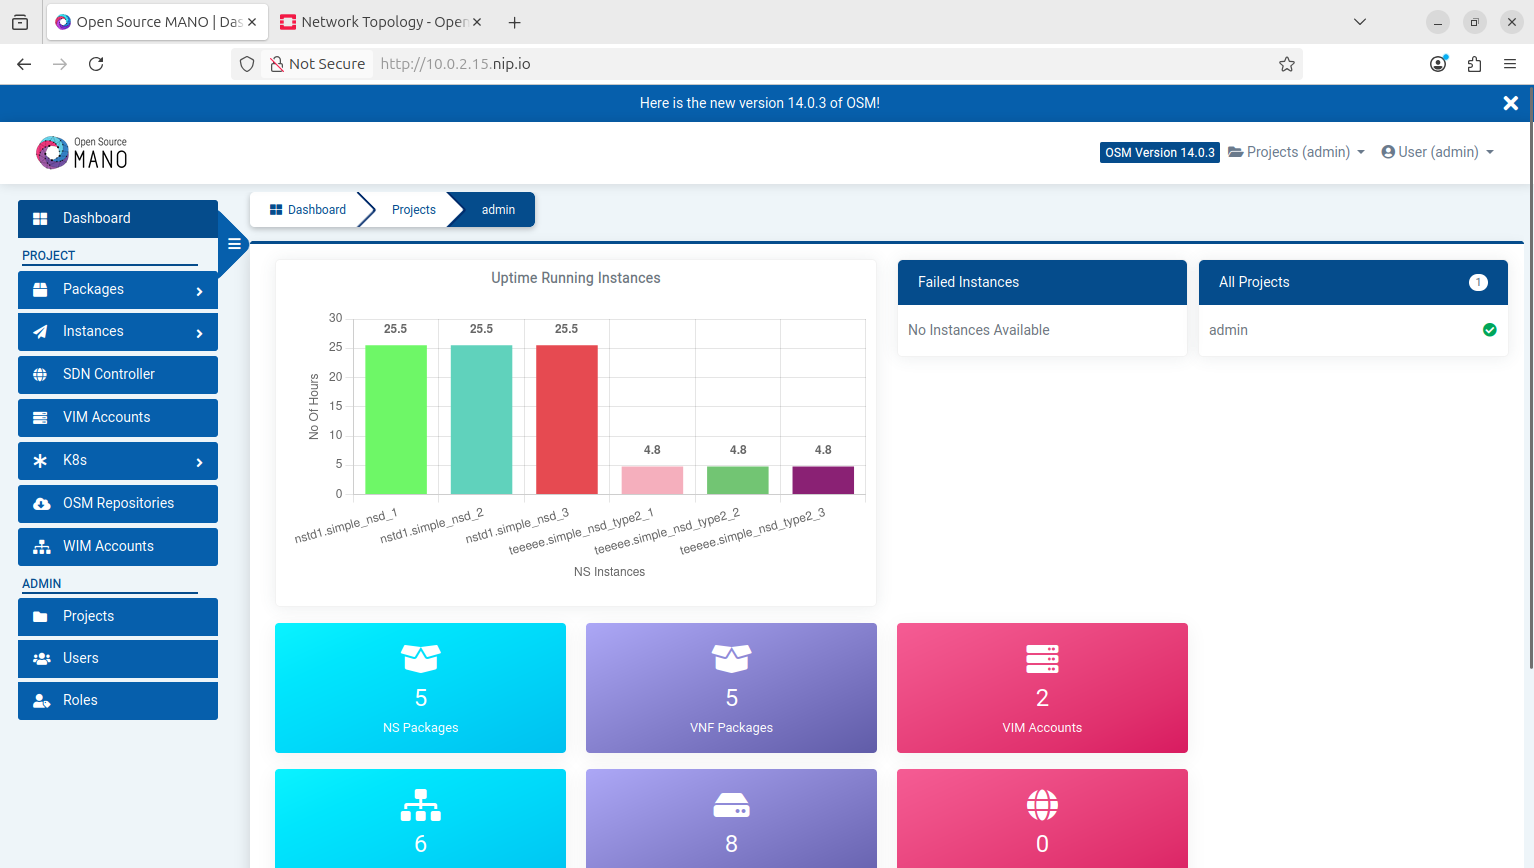 Open Source MANO | Das
Network Topology - Open
Not Secure
http://10.0.2.15.nip.io
Here is the new version 14.0.3 of OSM!
Open Source
MANO
OSM Version 14.0.3
Projects (admin)
User (admin)
Dashboard
PROJECT
Packages
Instances
SDN Controller
VIM Accounts
K8s
OSM Repositories
WIM Accounts
ADMIN
Projects
Users
Roles
Dashboard
Projects
admin
Uptime Running Instances
No Of Hours
30
25
20
15
10
5
0
25.5
25.5
25.5
4.8
4.8
4.8
nstd1.simple_nsd_1
nstd1.simple_nsd_2
nstd1.simple_nsd_3
teeeee.simple_nsd_type2_1
teeeee.simple_nsd_type2_2
teeeee.simple_nsd_type2_3
NS Instances
Failed Instances
No Instances Available
All Projects
1
admin
5
NS Packages
5
VNF Packages
2
VIM Accounts
6
8
0